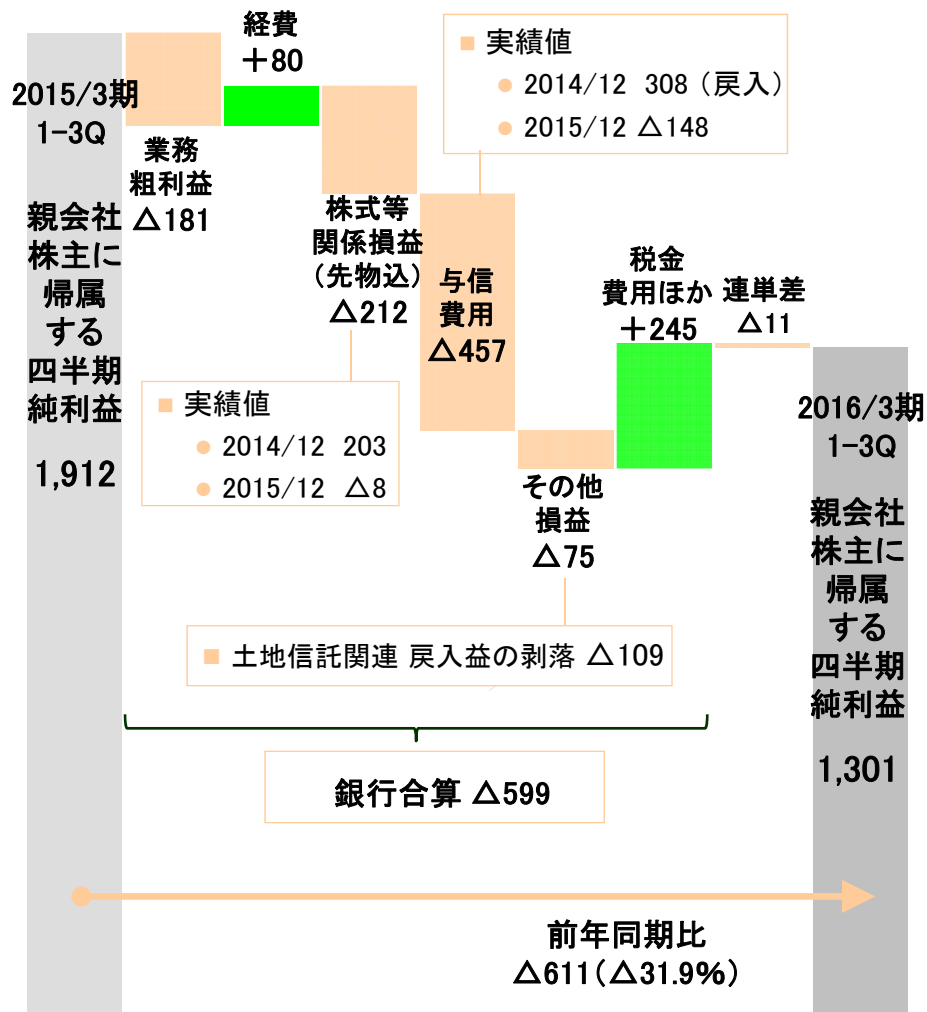 2015/3期
1-3Q
親会社
株主に
帰属
する
四半期
純利益
1,912
業務
粗利益
△181
経費
＋80
株式等
関係損益
（先物込）
△212
■ 実績値
● 2014/12 203
● 2015/12 △8
与信
費用
△457
■ 実績値
● 2014/12 308（戻入）
● 2015/12 △148
その他
損益
△75
■ 土地信託関連 戻入益の剥落 △109
税金
費用ほか
＋245
連単差
△11
銀行合算 △599
2016/3期
1-3Q
親会社
株主に
帰属
する
四半期
純利益
1,301
前年同期比
△611（△31.9%）